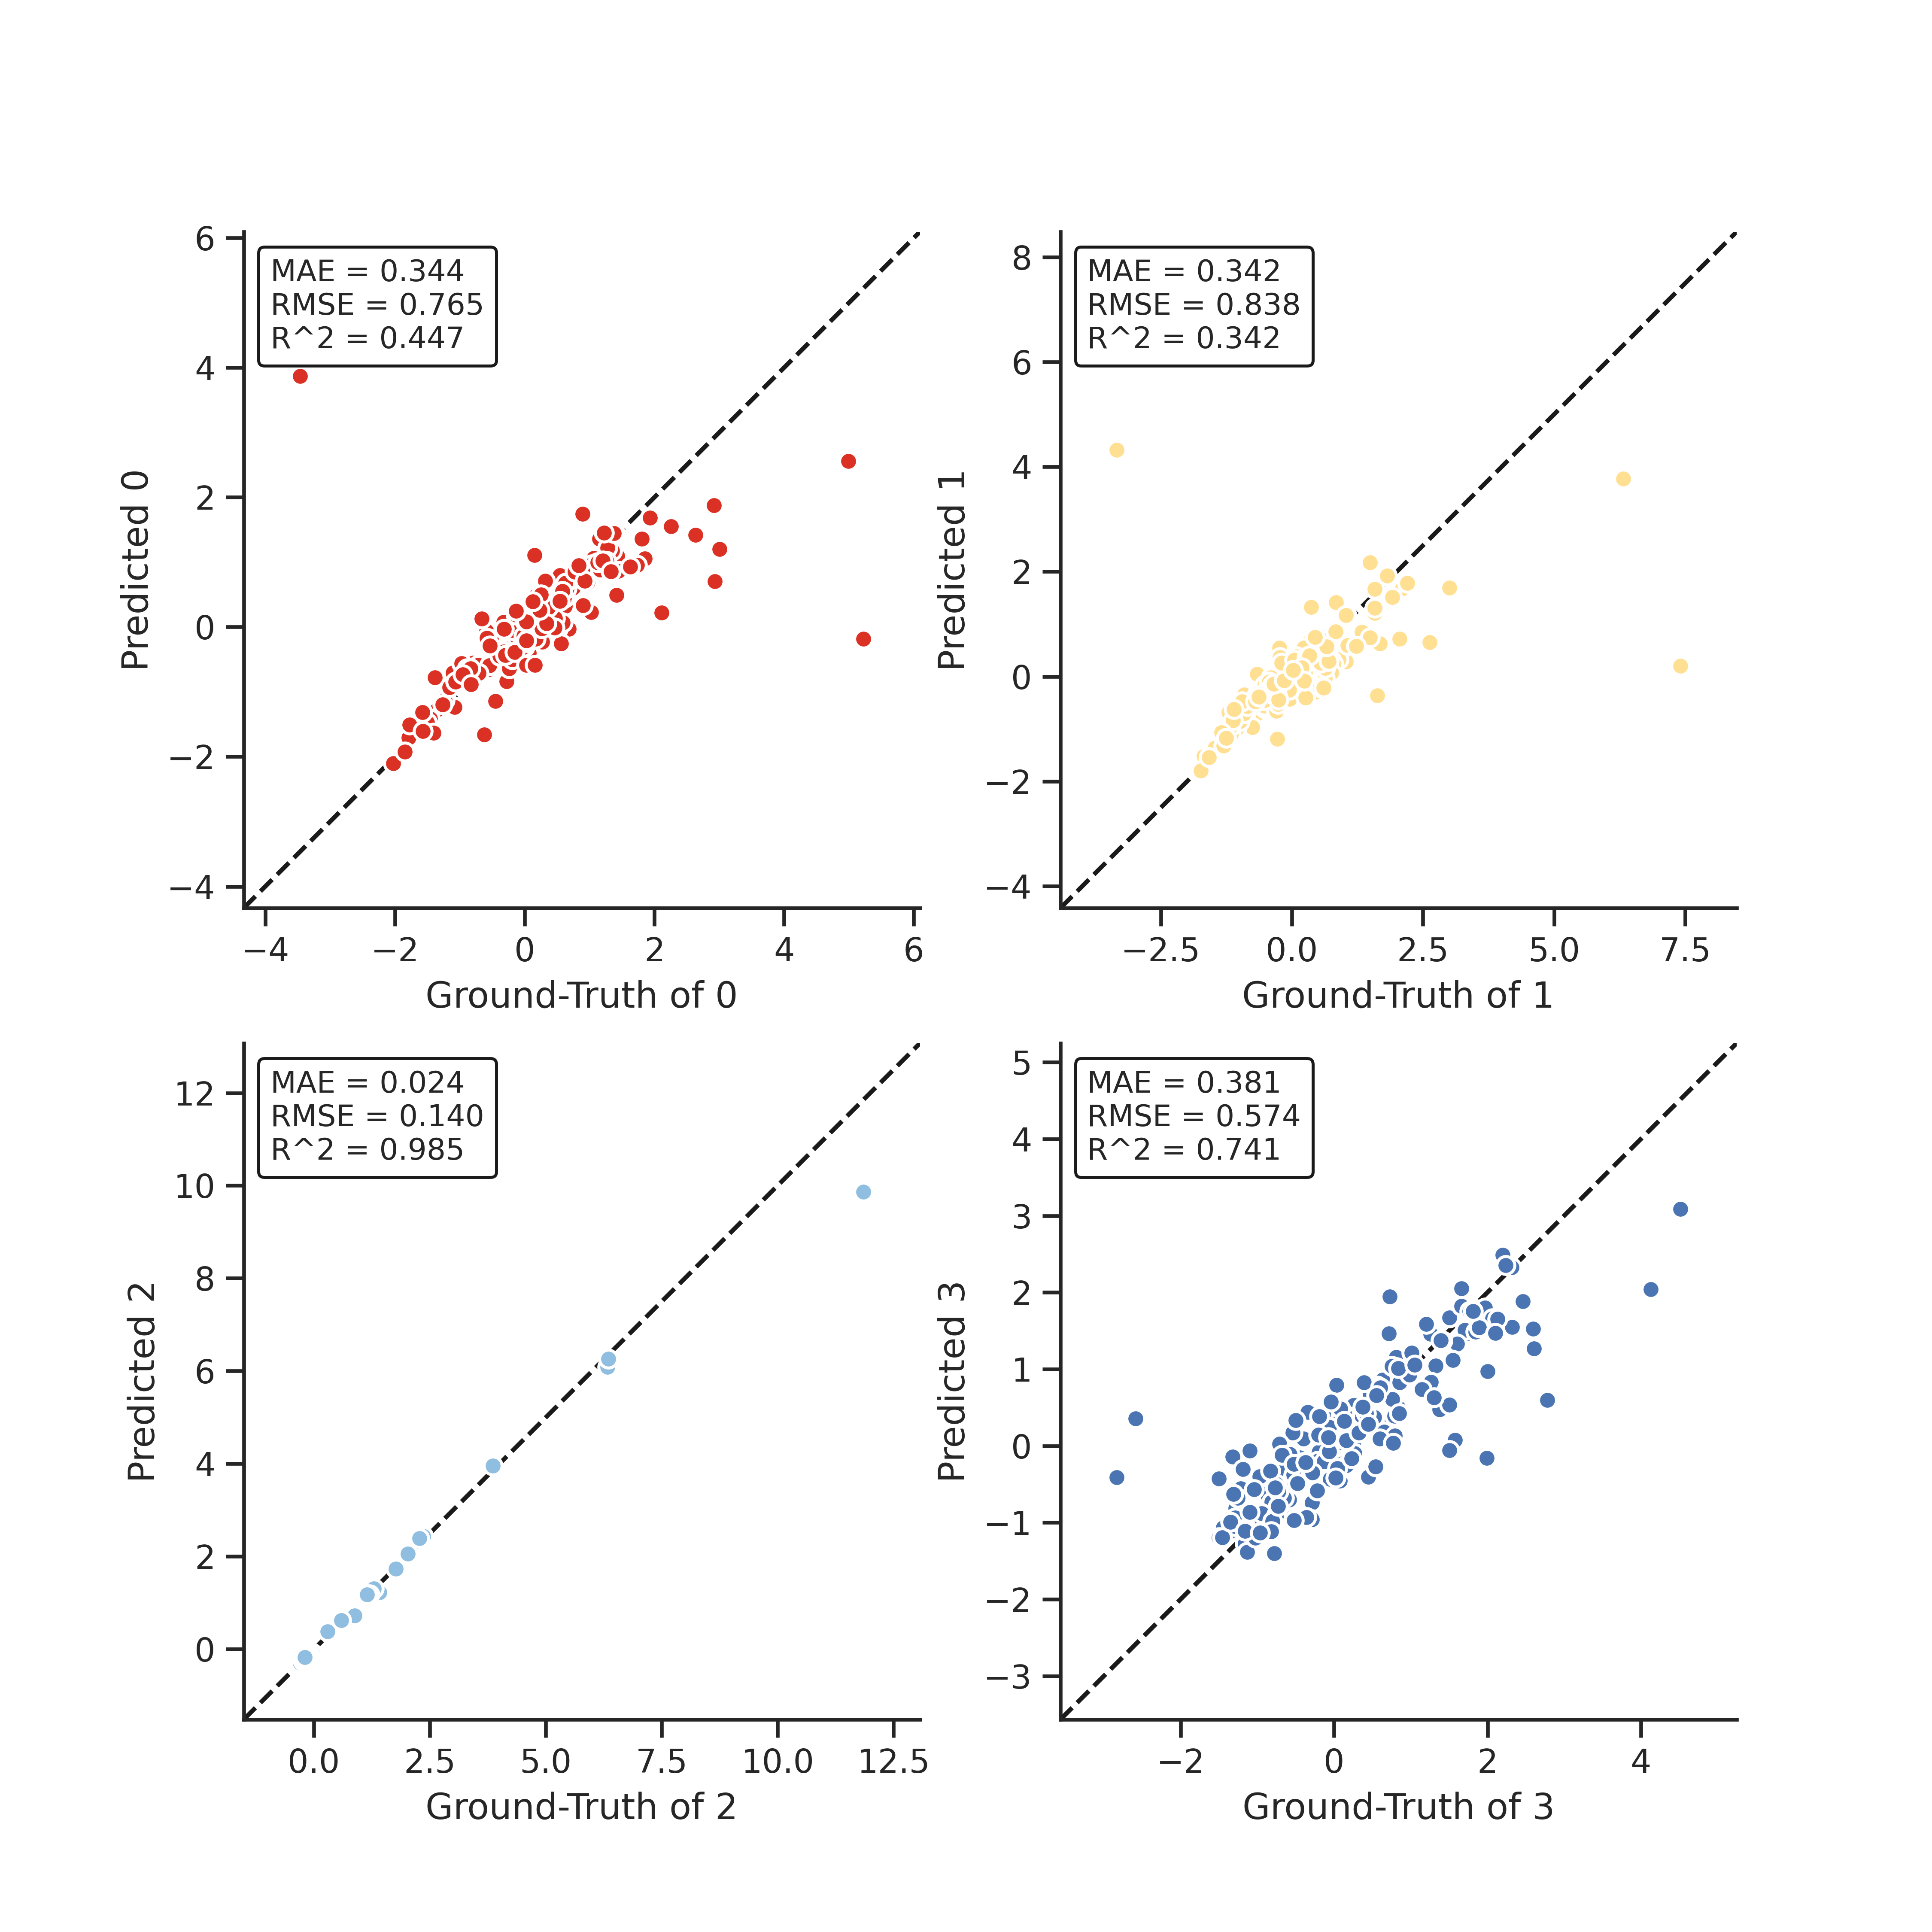 MAE = 0.344
RMSE = 0.765
R^2 = 0.447
Predicted 0
6
4
2
0
−2
−4
−4 −2 0 2 4 6
Ground-Truth of 0
MAE = 0.342
RMSE = 0.838
R^2 = 0.342
Predicted 1
8
6
4
2
0
−2
−4
−2.5 0.0 2.5 5.0 7.5
Ground-Truth of 1
MAE = 0.024
RMSE = 0.140
R^2 = 0.985
Predicted 2
12
10
8
6
4
2
0
0.0 2.5 5.0 7.5 10.0 12.5
Ground-Truth of 2
MAE = 0.381
RMSE = 0.574
R^2 = 0.741
Predicted 3
5
4
3
2
1
0
−1
−2
−3
−2 0 2 4
Ground-Truth of 3